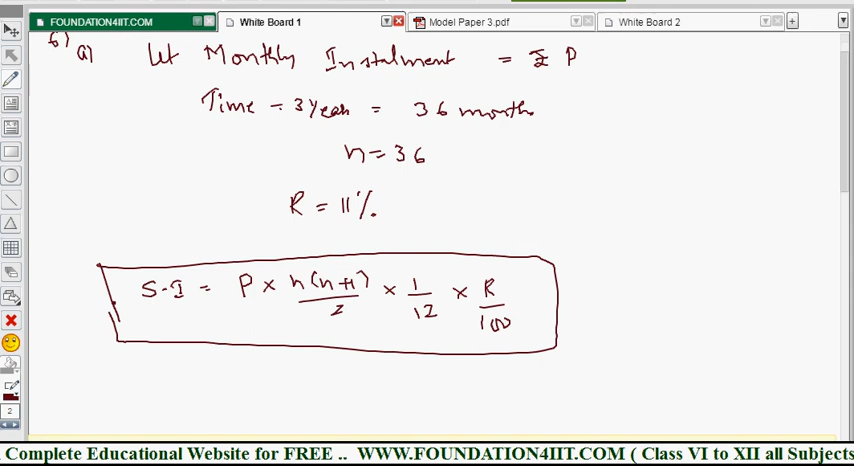 FOUNDATION4IIT.COM
White Board 1
Model Paper 3.pdf
White Board 2
6) a) Let Monthly Instalment = ₹ P
Time = 3 Year = 36 months
n = 36
R = 11%
S.I = P × n(n+1)/2 × 1/12 × R/100
2
Complete Educational Website for FREE .. WWW.FOUNDATION4IIT.COM ( Class VI to XII all Subjects